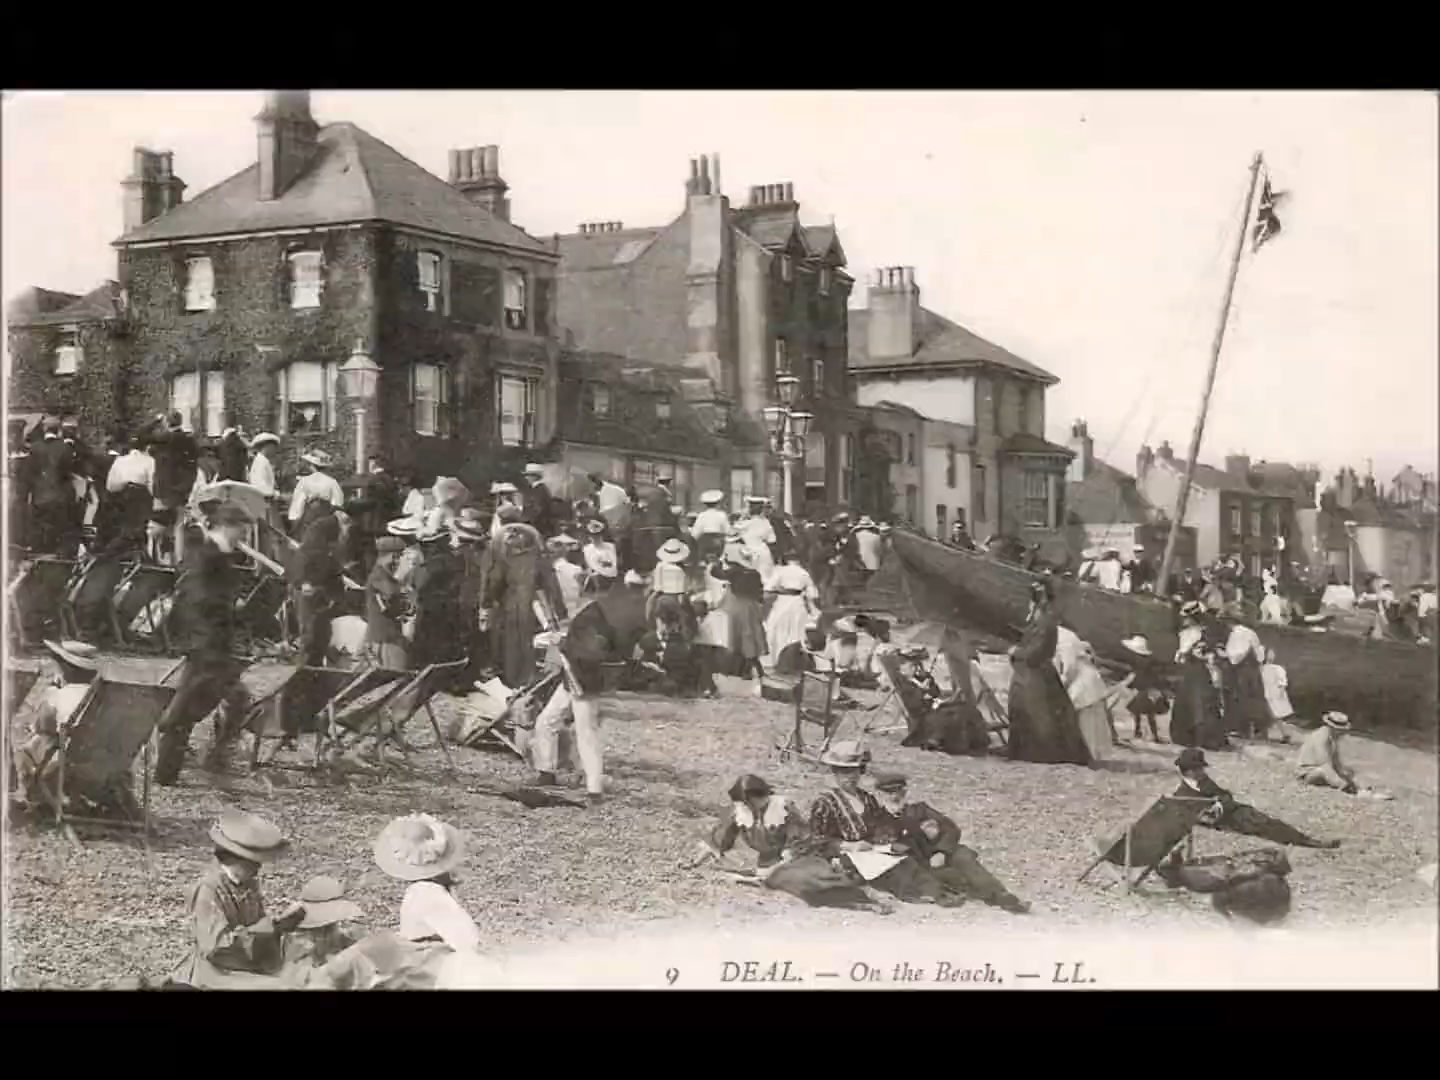 9 DEAL. — On the Beach. — LL.